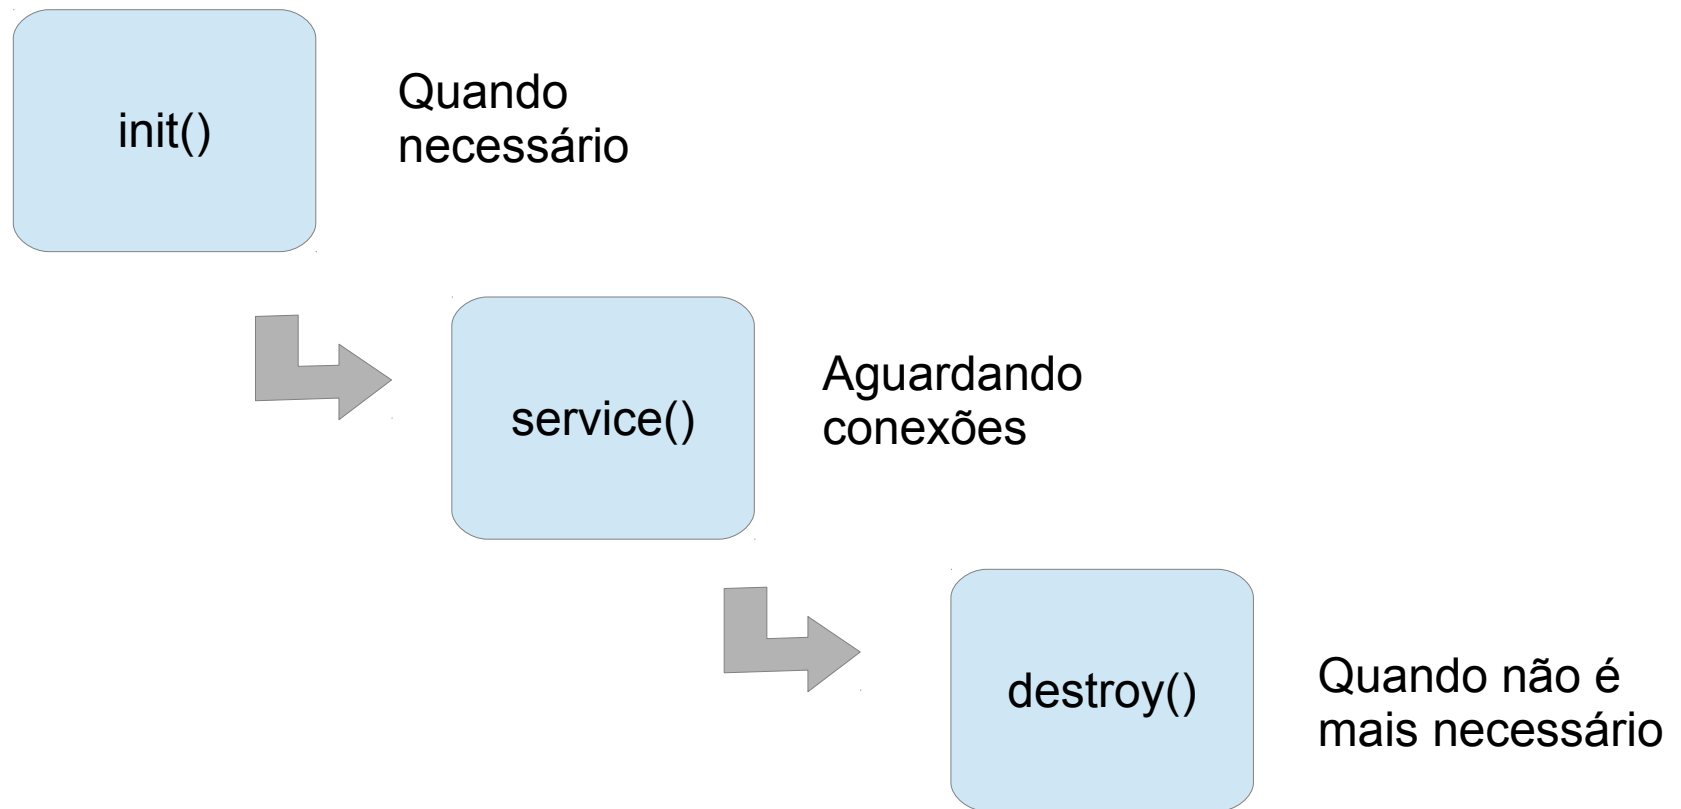 init()
Quando
necessário
service()
Aguardando
conexões
destroy()
Quando não é
mais necessário